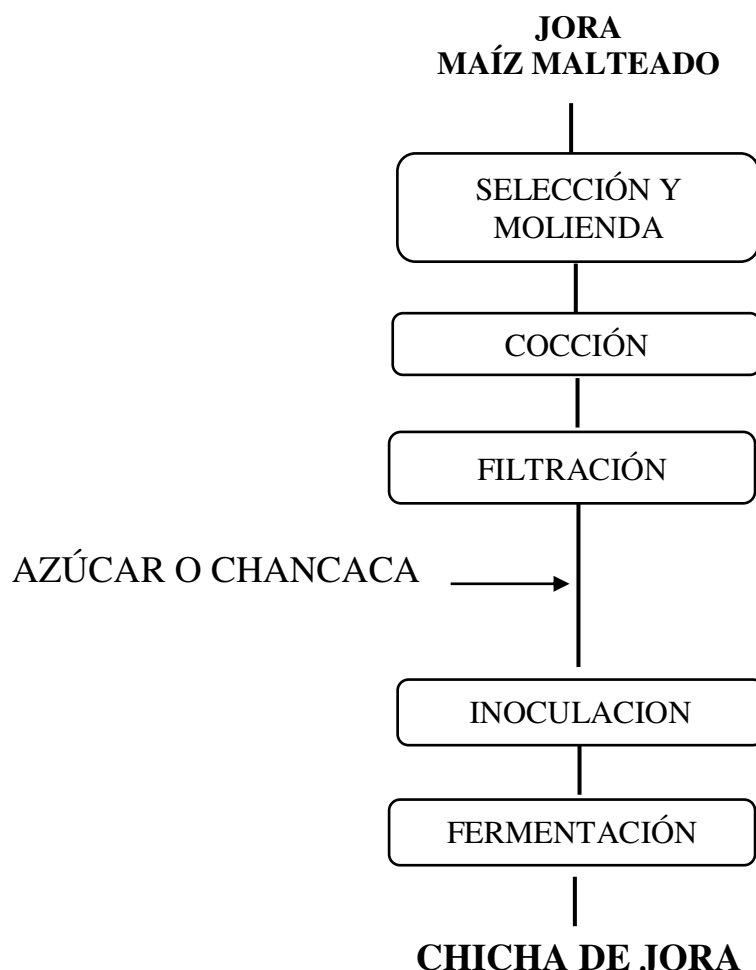 JORA
MAÍZ MALTEADO
SELECCIÓN Y
MOLIENDA
COCCIÓN
FILTRACIÓN
AZÚCAR O CHANCACA
INOCULACION
FERMENTACIÓN
CHICHA DE JORA